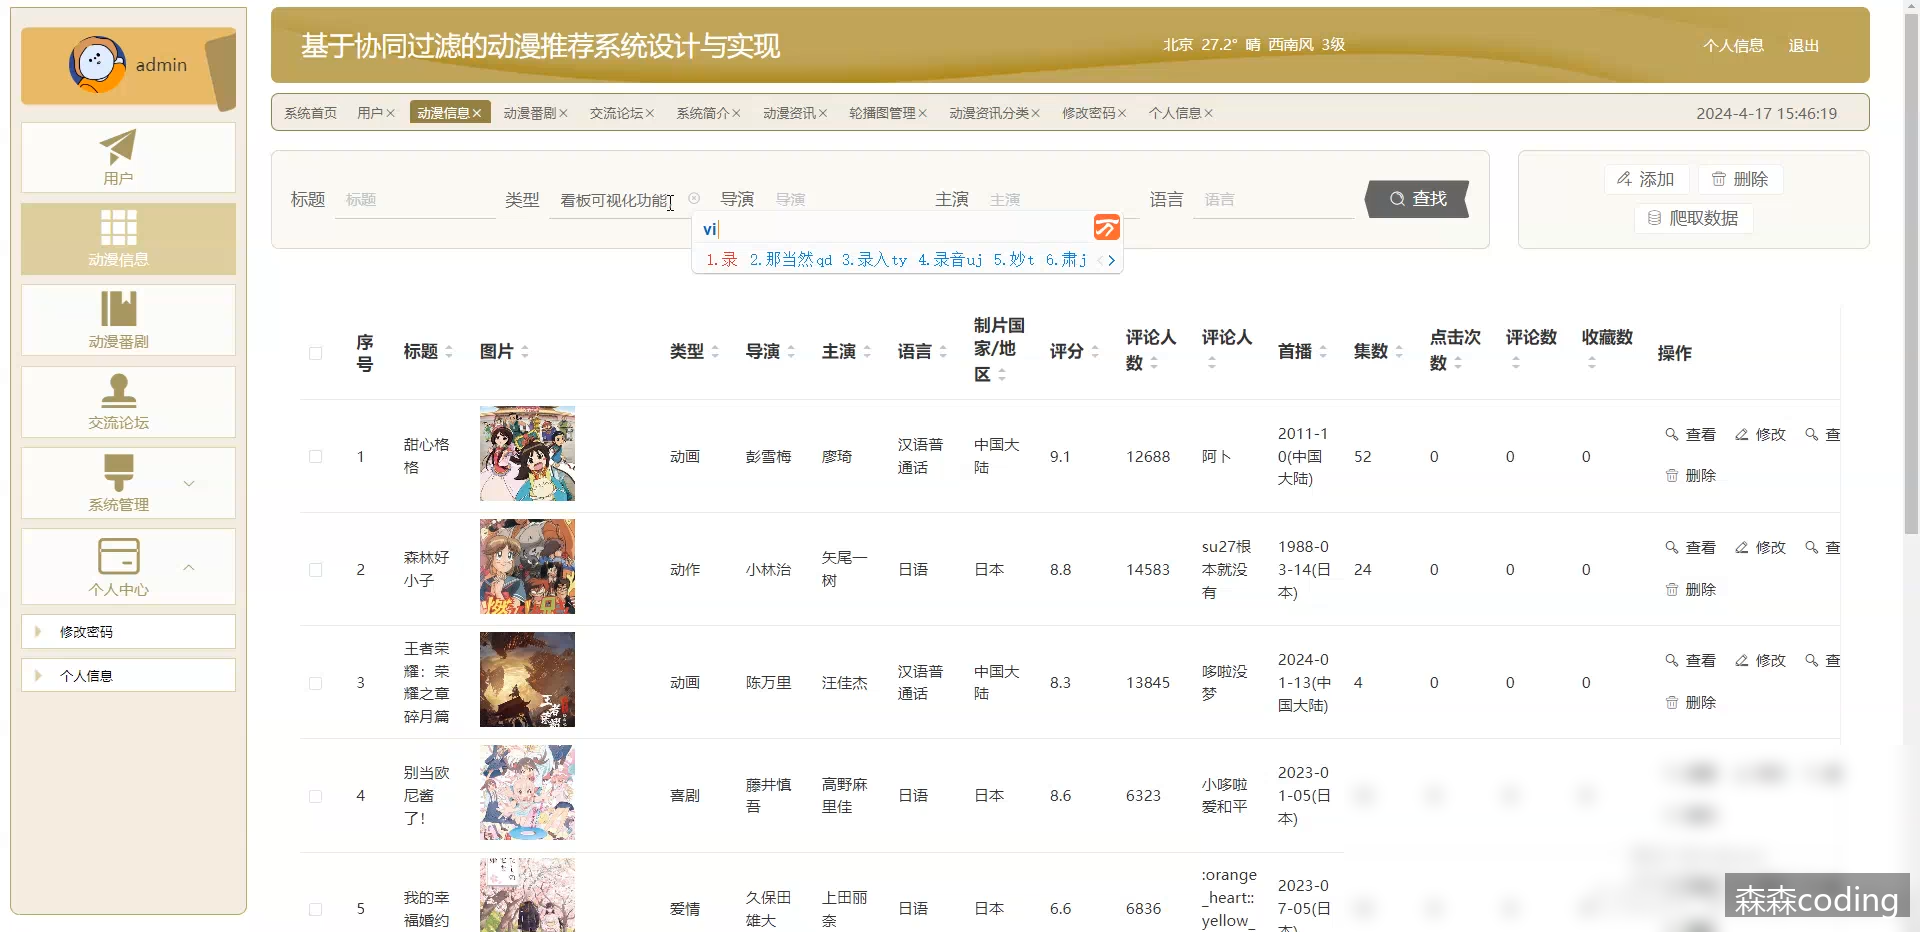 admin
用户
动漫信息
动漫番剧
交流论坛
系统管理
个人中心
修改密码
个人信息
基于协同过滤的动漫推荐系统设计与实现
北京 27.2° 晴 西南风 3级
个人信息 退出
系统首页 用户× 动漫信息× 动漫番剧× 交流论坛× 系统简介× 动漫资讯× 轮播图管理× 动漫资讯分类× 修改密码× 个人信息×
2024-4-17 15:46:19
标题 标题 类型 看板可视化功能 导演 导演 主演 主演 语言 语言 查找
添加 删除
爬取数据
vi
1.录 2.那当然qd 3.录入ty 4.录音uj 5.妙t 6.肃j
序号 标题 图片 类型 导演 主演 语言 制片国家/地区 评分 评论人数 评论人 首播 集数 点击次数 评论数 收藏数 操作
1 甜心格格 动画 彭雪梅 廖琦 汉语普通话 中国大陆 9.1 12688 阿卜 2011-10(中国大陆) 52 0 0 0 查看 修改 查
删除
2 森林好小子 动作 小林治 矢尾一树 日语 日本 8.8 14583 su27根本就没有 1988-03-14(日本) 24 0 0 0 查看 修改 查
删除
3 王者荣耀：荣耀之章碎月篇 动画 陈万里 汪佳杰 汉语普通话 中国大陆 8.3 13845 哆啦没梦 2024-01-13(中国大陆) 4 0 0 0 查看 修改 查
删除
4 别当欧尼酱了！ 喜剧 藤井慎吾 高野麻里佳 日语 日本 8.6 6323 小哆啦爱和平 2023-01-05(日本)
5 我的幸福婚约 爱情 久保田雄大 上田丽奈 日语 日本 6.6 6836 :orange_heart::yellow_ 2023-07-05(日本)
森森coding